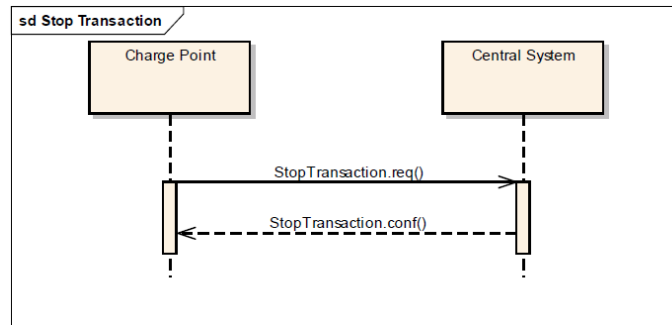 sd Stop Transaction
Charge Point
Central System
StopTransaction.req()
StopTransaction.conf()